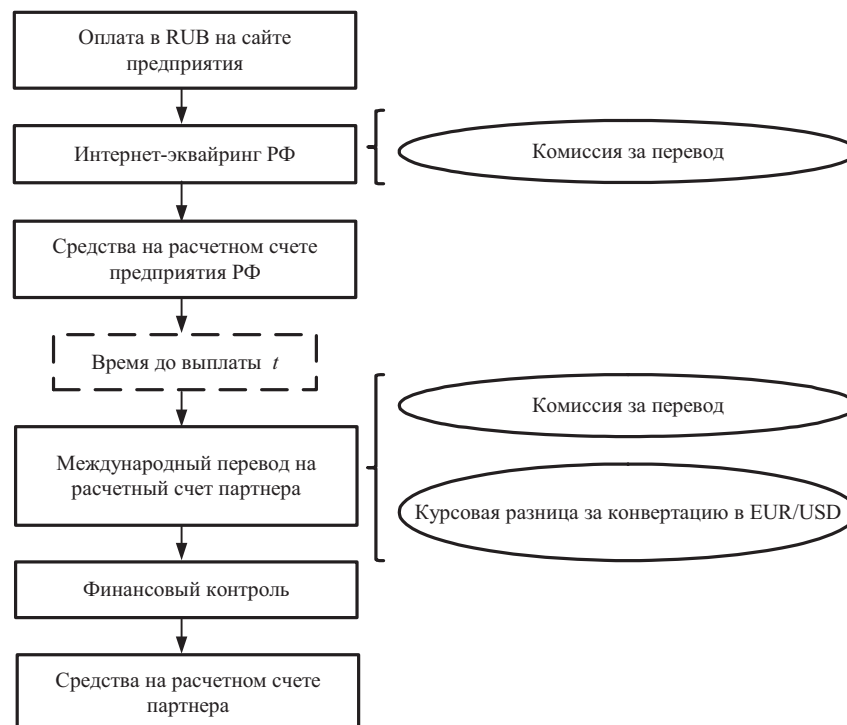 Оплата в RUB на сайте
предприятия
Интернет-эквайринг РФ
Комиссия за перевод
Средства на расчетном счете
предприятия РФ
Время до выплаты t
Комиссия за перевод
Международный перевод на
расчетный счет партнера
Курсовая разница за конвертацию в EUR/USD
Финансовый контроль
Средства на расчетном счете
партнера